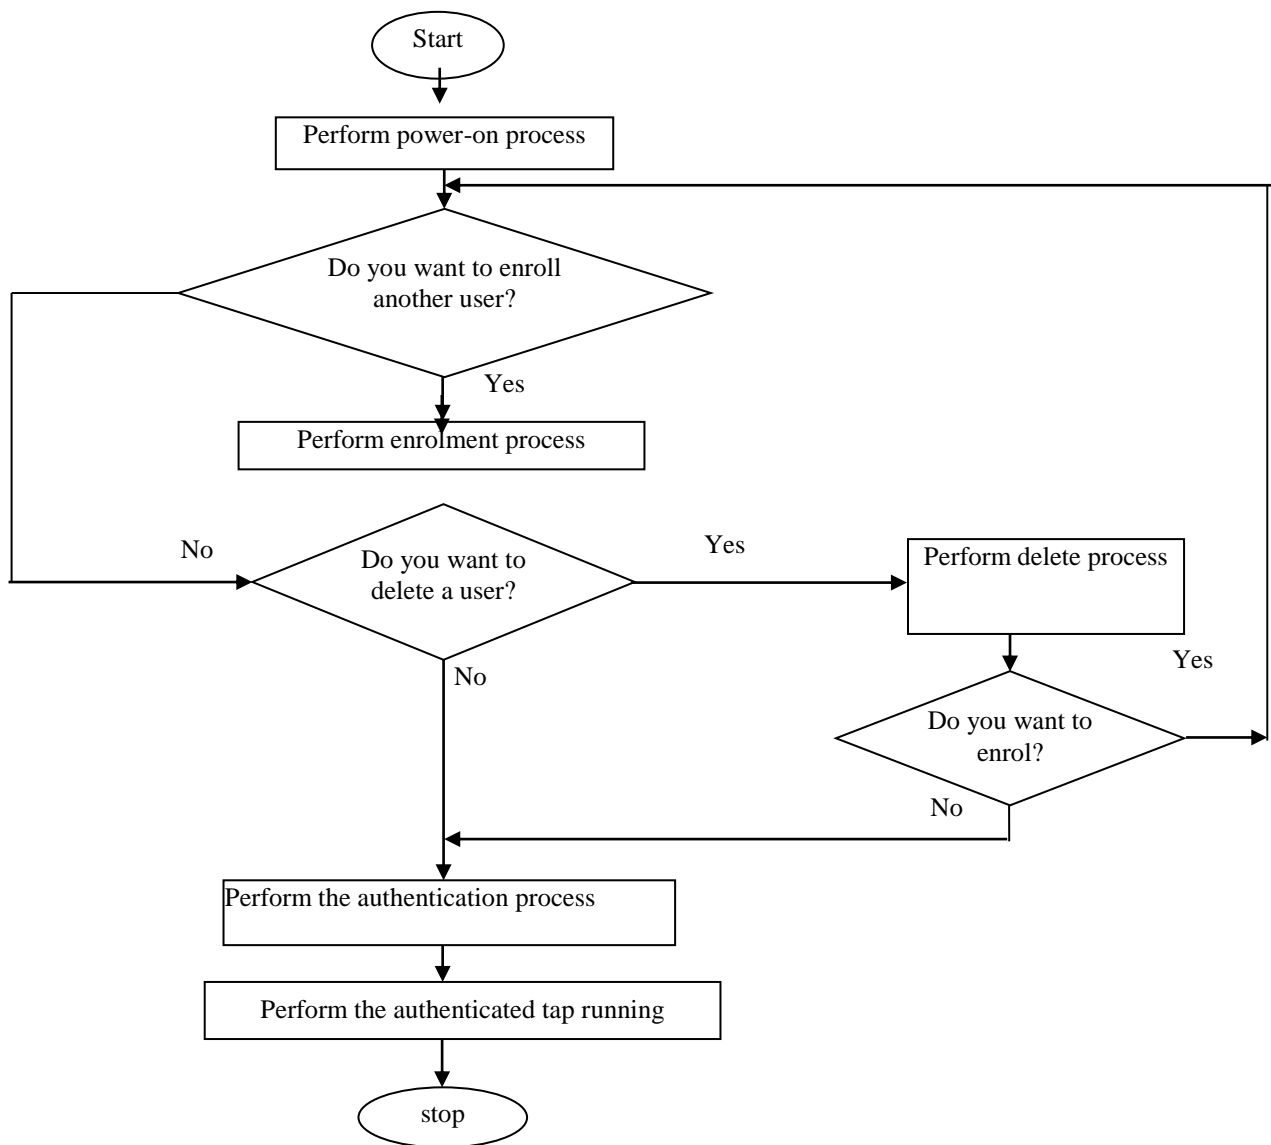 Start
Perform power-on process
Do you want to enroll
another user?
Yes
Perform enrolment process
No
Do you want to
delete a user?
Yes
Perform delete process
No
Yes
Do you want to
enrol?
No
Perform the authentication process
Perform the authenticated tap running
stop